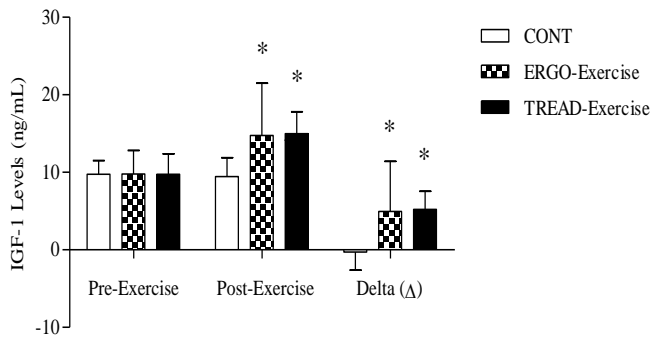 30
20
10
0
-10
IGF-1 Levels (ng/mL)
* * * *
Pre-Exercise Post-Exercise Delta (Δ)
CONT
ERGO-Exercise
TREAD-Exercise